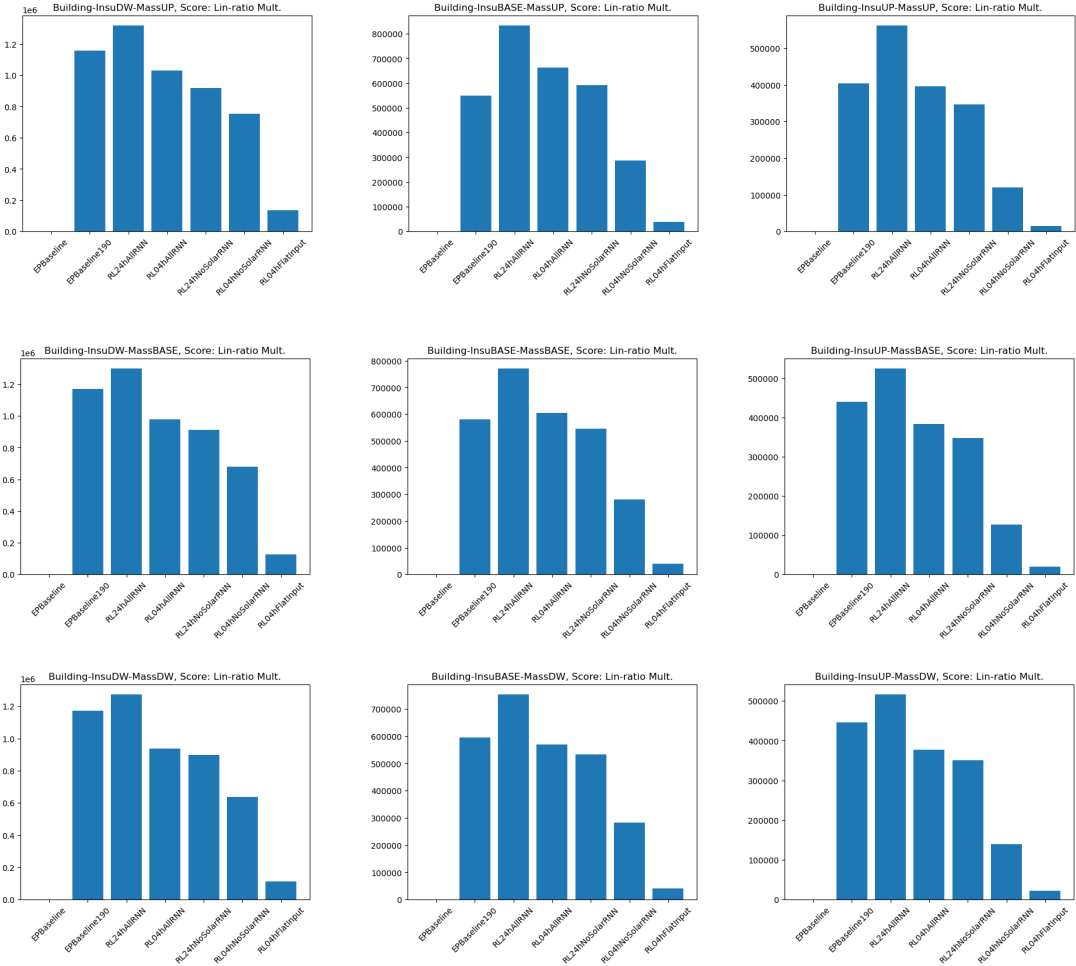 Building-InsuDW-MassUP, Score: Lin-ratio Mult.
1e6
1.2
1.0
0.8
0.6
0.4
0.2
0.0
EPBaseline
EPBaseline190
RL24hAllRNN
RL04hAllRNN
RL24hNoSolarRNN
RL04hNoSolarRNN
RL04hFlatInput
Building-InsuBASE-MassUP, Score: Lin-ratio Mult.
800000
700000
600000
500000
400000
300000
200000
100000
0
EPBaseline
EPBaseline190
RL24hAllRNN
RL04hAllRNN
RL24hNoSolarRNN
RL04hNoSolarRNN
RL04hFlatInput
Building-InsuUP-MassUP, Score: Lin-ratio Mult.
500000
400000
300000
200000
100000
0
EPBaseline
EPBaseline190
RL24hAllRNN
RL04hAllRNN
RL24hNoSolarRNN
RL04hNoSolarRNN
RL04hFlatInput
Building-InsuDW-MassBASE, Score: Lin-ratio Mult.
1e6
1.2
1.0
0.8
0.6
0.4
0.2
0.0
EPBaseline
EPBaseline190
RL24hAllRNN
RL04hAllRNN
RL24hNoSolarRNN
RL04hNoSolarRNN
RL04hFlatInput
Building-InsuBASE-MassBASE, Score: Lin-ratio Mult.
800000
700000
600000
500000
400000
300000
200000
100000
0
EPBaseline
EPBaseline190
RL24hAllRNN
RL04hAllRNN
RL24hNoSolarRNN
RL04hNoSolarRNN
RL04hFlatInput
Building-InsuUP-MassBASE, Score: Lin-ratio Mult.
500000
400000
300000
200000
100000
0
EPBaseline
EPBaseline190
RL24hAllRNN
RL04hAllRNN
RL24hNoSolarRNN
RL04hNoSolarRNN
RL04hFlatInput
Building-InsuDW-MassDW, Score: Lin-ratio Mult.
1e6
1.2
1.0
0.8
0.6
0.4
0.2
0.0
EPBaseline
EPBaseline190
RL24hAllRNN
RL04hAllRNN
RL24hNoSolarRNN
RL04hNoSolarRNN
RL04hFlatInput
Building-InsuBASE-MassDW, Score: Lin-ratio Mult.
700000
600000
500000
400000
300000
200000
100000
0
EPBaseline
EPBaseline190
RL24hAllRNN
RL04hAllRNN
RL24hNoSolarRNN
RL04hNoSolarRNN
RL04hFlatInput
Building-InsuUP-MassDW, Score: Lin-ratio Mult.
500000
400000
300000
200000
100000
0
EPBaseline
EPBaseline190
RL24hAllRNN
RL04hAllRNN
RL24hNoSolarRNN
RL04hNoSolarRNN
RL04hFlatInput